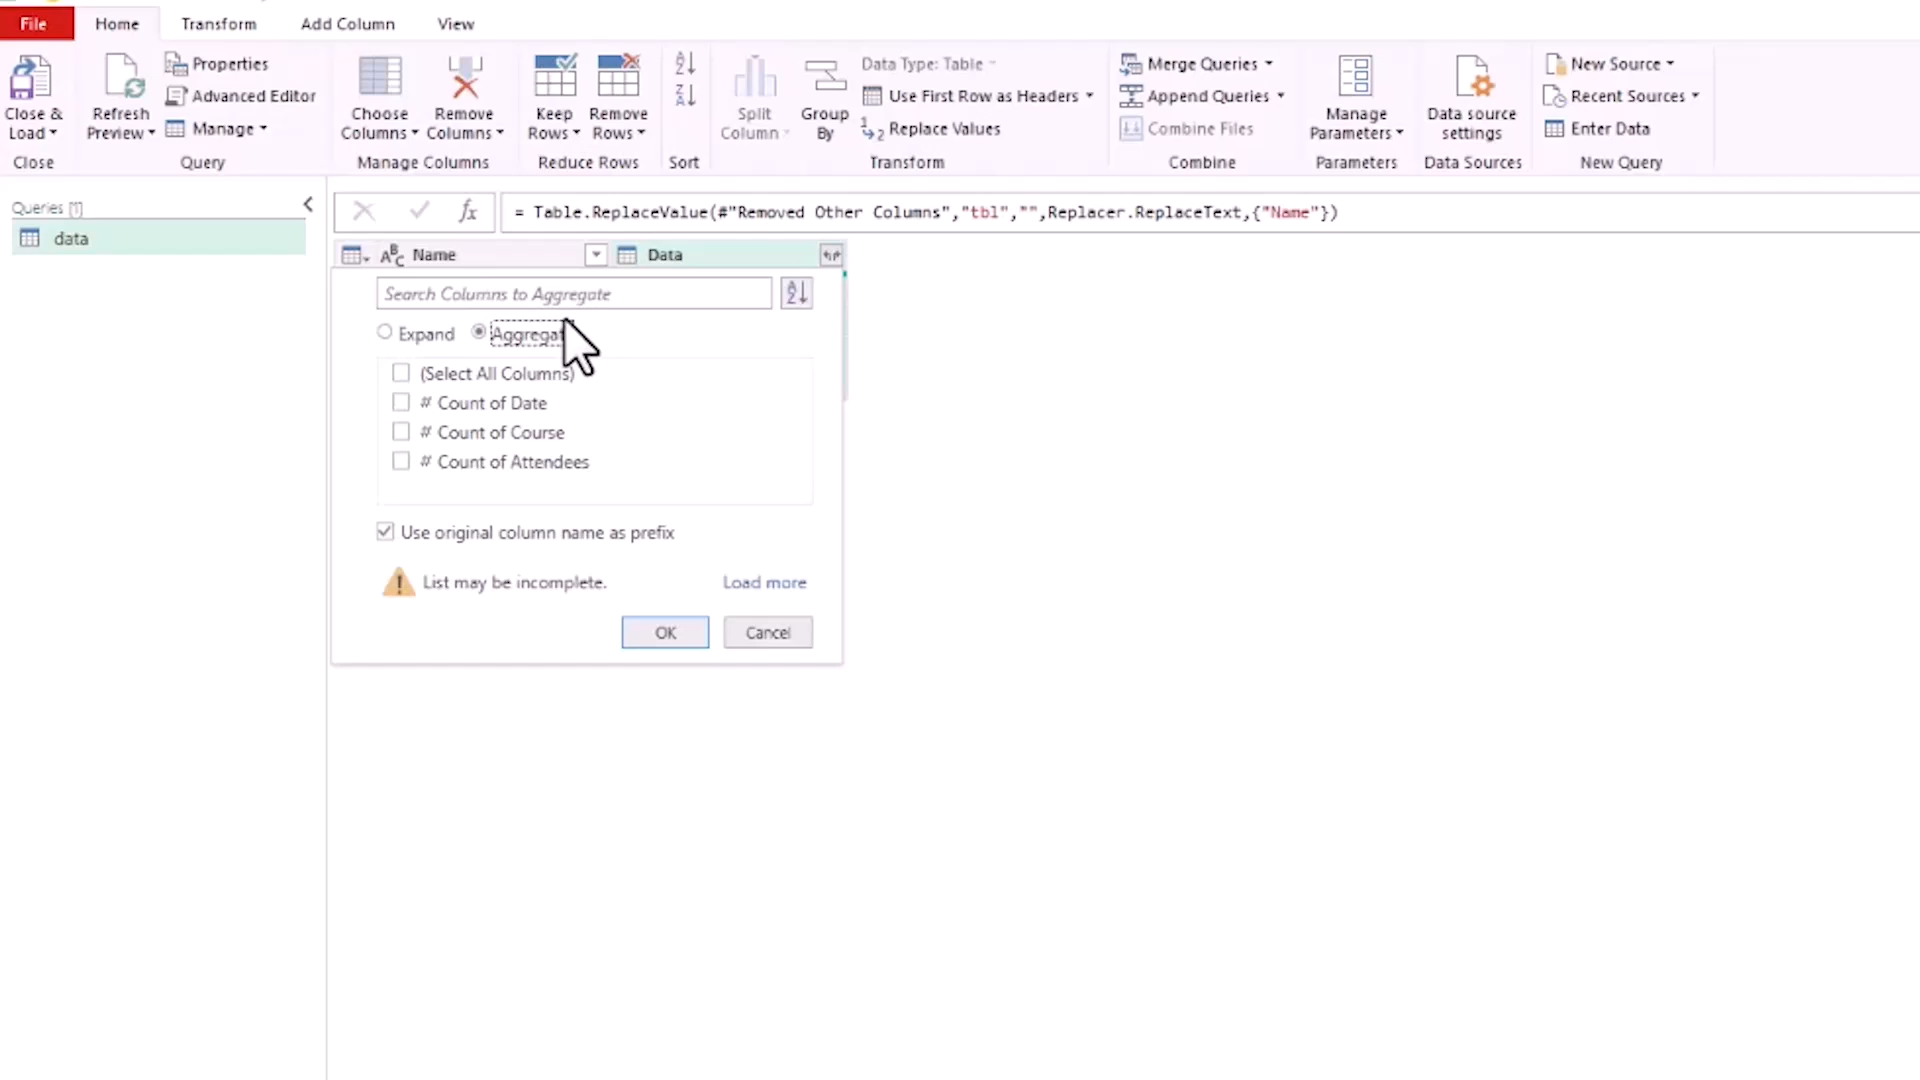 File Home Transform Add Column View
Close & Load
Close
Refresh Preview
Properties
Advanced Editor
Manage
Query
Choose Columns
Remove Columns
Manage Columns
Keep Rows
Remove Rows
Reduce Rows
Sort
Split Column
Group By
Data Type: Table
Use First Row as Headers
Replace Values
Transform
Merge Queries
Append Queries
Combine Files
Combine
Manage Parameters
Parameters
Data source settings
Data Sources
New Source
Recent Sources
Enter Data
New Query
Queries [1]
data
fx = Table.ReplaceValue(#"Removed Other Columns","tbl","",Replacer.ReplaceText,{"Name"})
ABC Name Data
Search Columns to Aggregate
Expand
(Select All Columns)
# Count of Date
# Count of Course
# Count of Attendees
Use original column name as prefix
List may be incomplete. Load more
OK Cancel